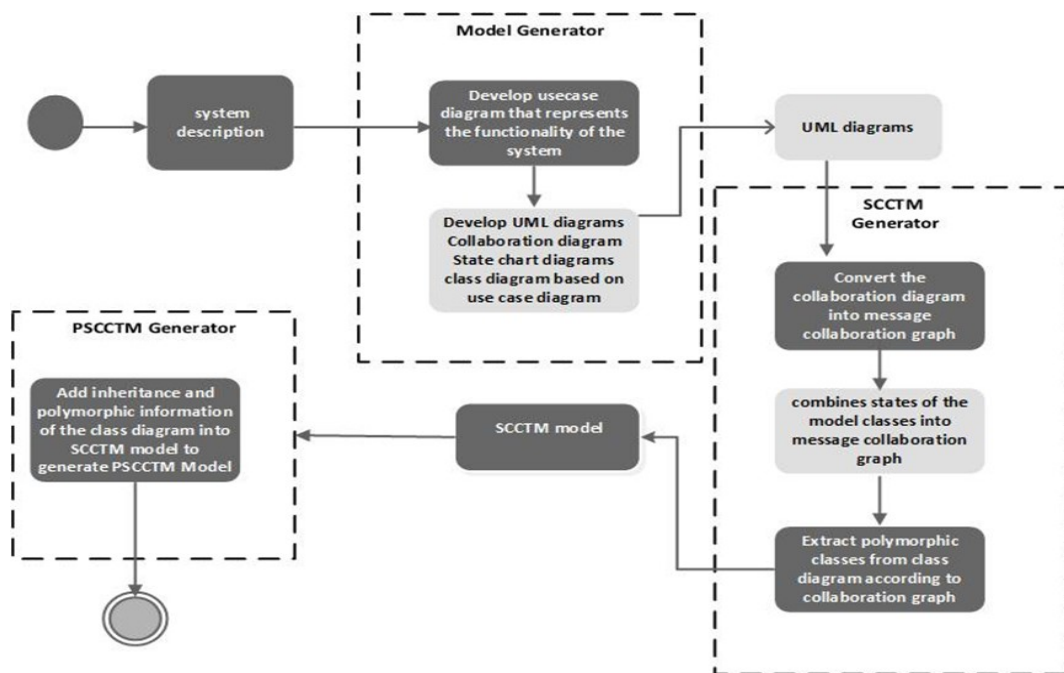 Model Generator
system
description
Develop usecase
diagram that represents
the functionality of the
system
UML diagrams
Develop UML diagrams
Collaboration diagram
State chart diagrams
class diagram based on
use case diagram
SCCTM
Generator
Convert the
collaboration diagram
into message
collaboration graph
combines states of the
model classes into
message collaboration
graph
Extract polymorphic
classes from class
diagram according to
collaboration graph
SCCTM model
PSCCTM Generator
Add inheritance and
polymorphic information
of the class diagram into
SCCTM model to
generate PSCCTM Model